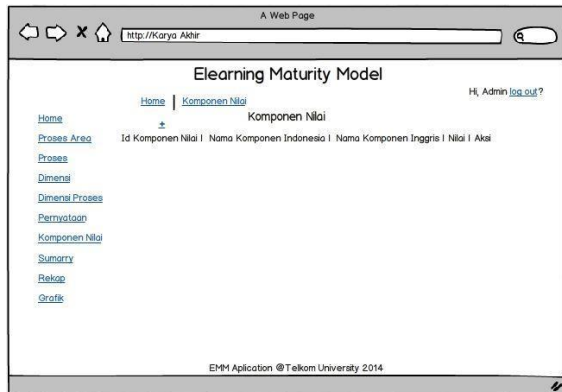 A Web Page
http://Karya Akhir
Elearning Maturity Model
Hi, Admin log out?
Home | Komponen Nilai
Home
+
Komponen Nilai
Proses Area
Id Komponen Nilai | Nama Komponen Indonesia | Nama Komponen Inggris | Nilai | Aksi
Proses
Dimensi
Dimensi Proses
Pernyataan
Komponen Nilai
Sumarry
Rekap
Grafik
EMM Aplication @Telkom University 2014